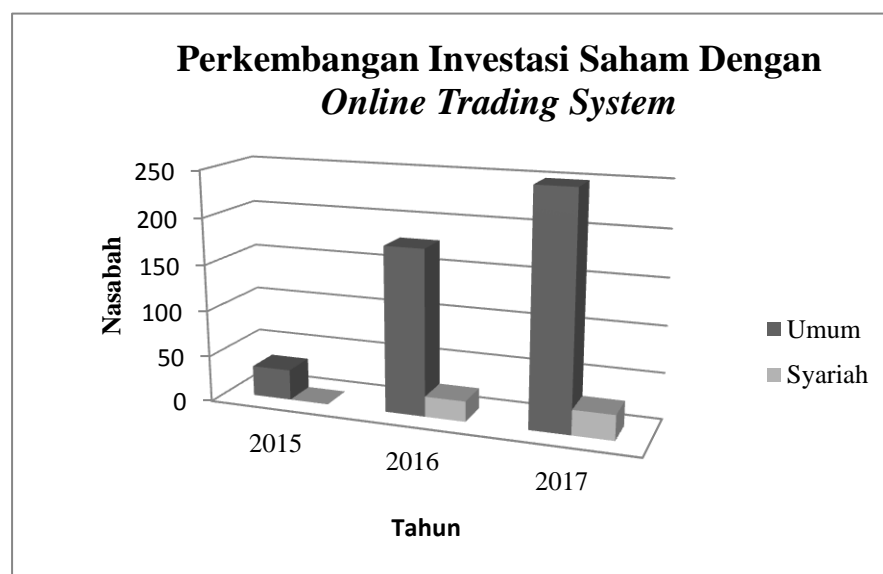 Perkembangan Investasi Saham Dengan
Online Trading System
250
200
150
100
50
0
Nasabah
2015
2016
2017
Tahun
Umum
Syariah